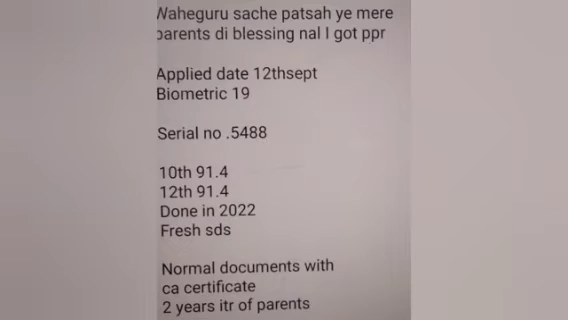 Waheguru sache patsah ye mere
parents di blessing nal I got ppr
Applied date 12thsept
Biometric 19
Serial no .5488
10th 91.4
12th 91.4
Done in 2022
Fresh sds
Normal documents with
ca certificate
2 years itr of parents